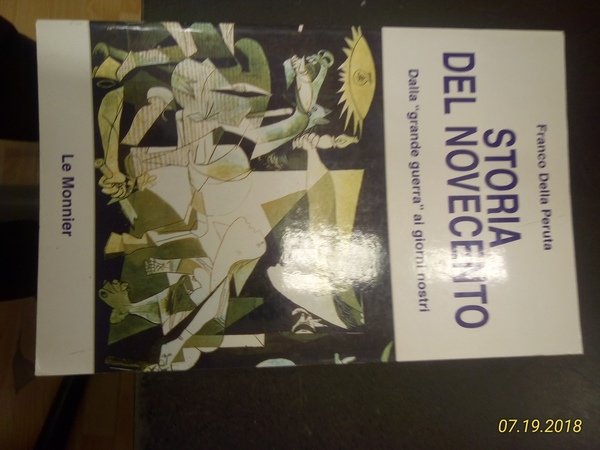 Franco Della Peruta
STORIA
DEL NOVECENTO
Dalla "grande guerra" ai giorni nostri
Le Monnier
07.19.2018